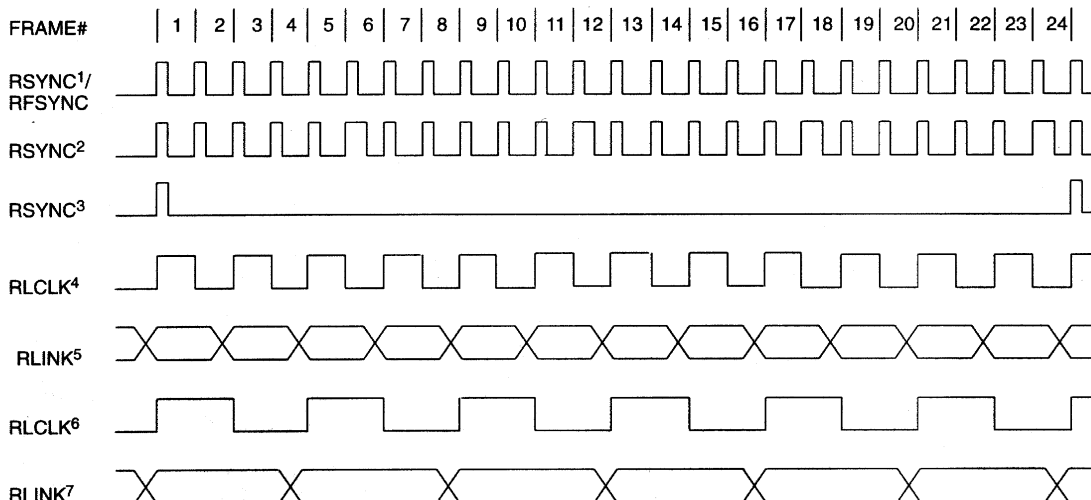 FRAME# 1 2 3 4 5 6 7 8 9 10 11 12 13 14 15 16 17 18 19 20 21 22 23 24
RSYNC1/
RFSYNC
RSYNC2
RSYNC3
RLCLK4
RLINK5
RLCLK6
RLINK7